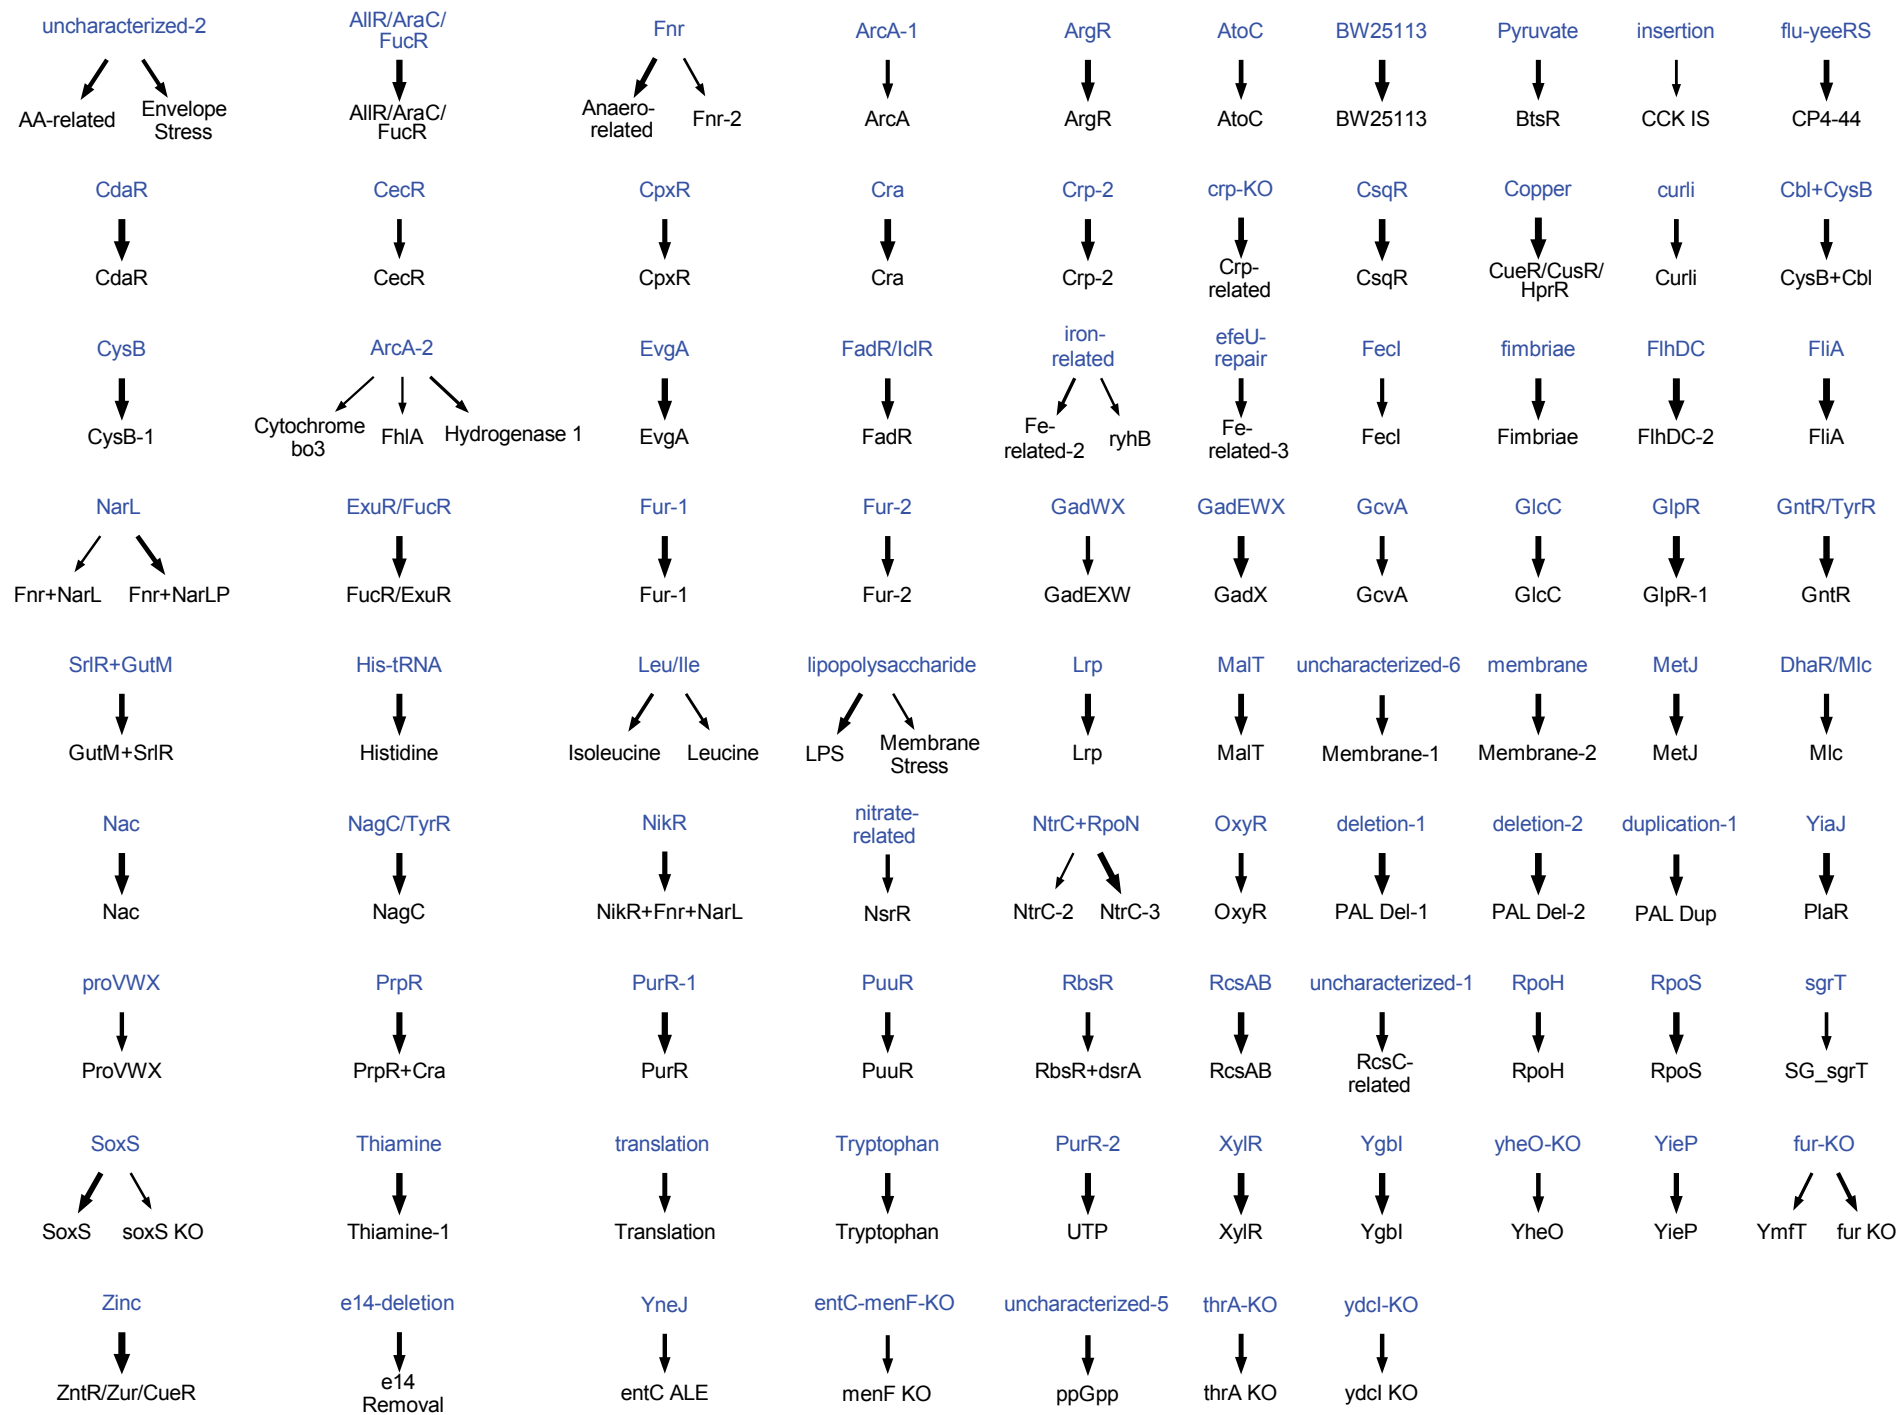 uncharacterized-2
AllR/AraC/
FucR
Fnr
ArcA-1
ArgR
AtoC
BW25113
Pyruvate
insertion
flu-yeeRS
AA-related
Envelope
Stress
AllR/AraC/
FucR
Anaero-
related
Fnr-2
ArcA
ArgR
AtoC
BW25113
BtsR
CCK IS
CP4-44
CdaR
CecR
CpxR
Cra
Crp-2
crp-KO
CsqR
Copper
curli
Cbl+CysB
CdaR
CecR
CpxR
Cra
Crp-2
Crp-
related
CsqR
CueR/CusR/
HprR
Curli
CysB+Cbl
CysB
ArcA-2
EvgA
FadR/IclR
iron-
related
efeU-
repair
FecI
fimbriae
FlhDC
FliA
CysB-1
Cytochrome
bo3
FhlA
Hydrogenase 1
EvgA
FadR
Fe-
related-2
ryhB
Fe-
related-3
FecI
Fimbriae
FlhDC-2
FliA
NarL
ExuR/FucR
Fur-1
Fur-2
GadWX
GadEWX
GcvA
GlcC
GlpR
GntR/TyrR
Fnr+NarL
Fnr+NarLP
FucR/ExuR
Fur-1
Fur-2
GadEXW
GadX
GcvA
GlcC
GlpR-1
GntR
SrlR+GutM
His-tRNA
Leu/Ile
lipopolysaccharide
Lrp
MalT
uncharacterized-6
membrane
MetJ
DhaR/Mlc
GutM+SrlR
Histidine
Isoleucine
Leucine
LPS
Membrane
Stress
Lrp
MalT
Membrane-1
Membrane-2
MetJ
Mlc
Nac
NagC/TyrR
NikR
nitrate-
related
NtrC+RpoN
OxyR
deletion-1
deletion-2
duplication-1
YiaJ
Nac
NagC
NikR+Fnr+NarL
NsrR
NtrC-2
NtrC-3
OxyR
PAL Del-1
PAL Del-2
PAL Dup
PlaR
proVWX
PrpR
PurR-1
PuuR
RbsR
RcsAB
uncharacterized-1
RpoH
RpoS
sgrT
ProVWX
PrpR+Cra
PurR
PuuR
RbsR+dsrA
RcsAB
RcsC-
related
RpoH
RpoS
SG_sgrT
SoxS
Thiamine
translation
Tryptophan
PurR-2
XylR
YgbI
yheO-KO
YieP
fur-KO
SoxS
soxS KO
Thiamine-1
Translation
Tryptophan
UTP
XylR
YgbI
YheO
YieP
YmfT
fur KO
Zinc
e14-deletion
YneJ
entC-menF-KO
uncharacterized-5
thrA-KO
ydcI-KO
ZntR/Zur/CueR
e14
Removal
entC ALE
menF KO
ppGpp
thrA KO
ydcI KO